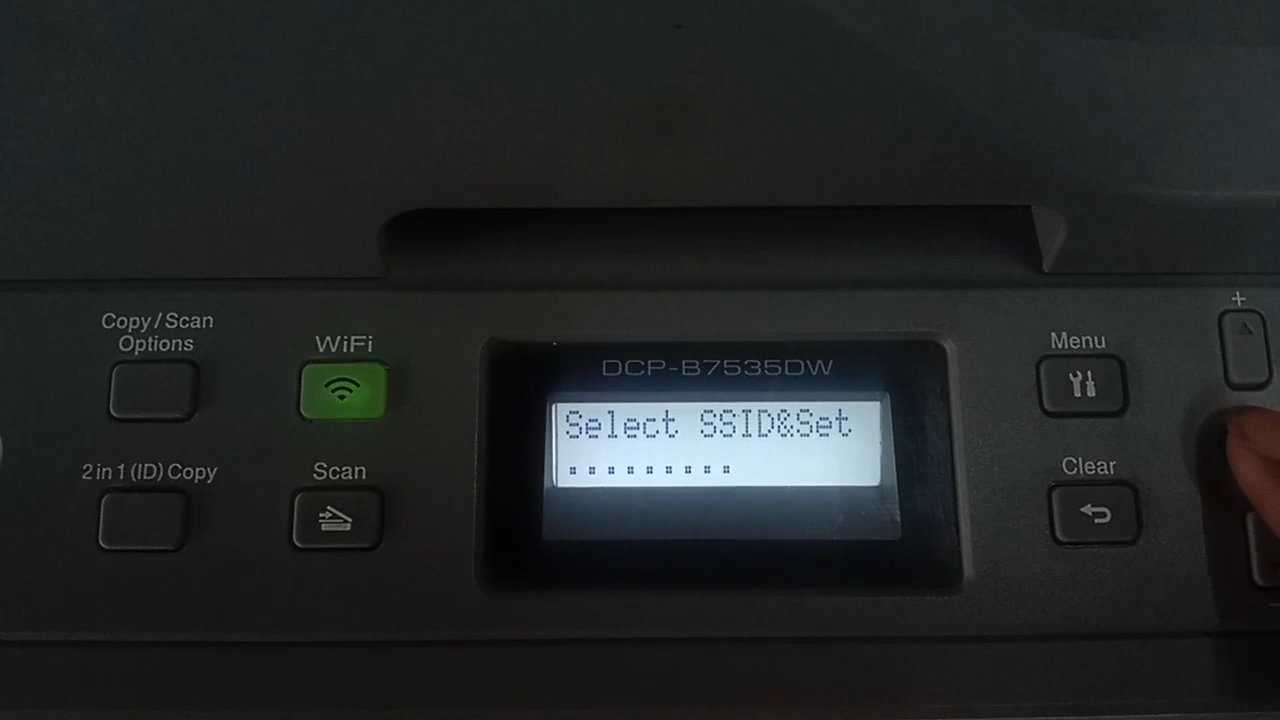 Copy/Scan
Options
WiFi
DCP-B7535DW
Menu
+
Select SSID&Set
.........
2 in 1 (ID) Copy
Scan
Clear